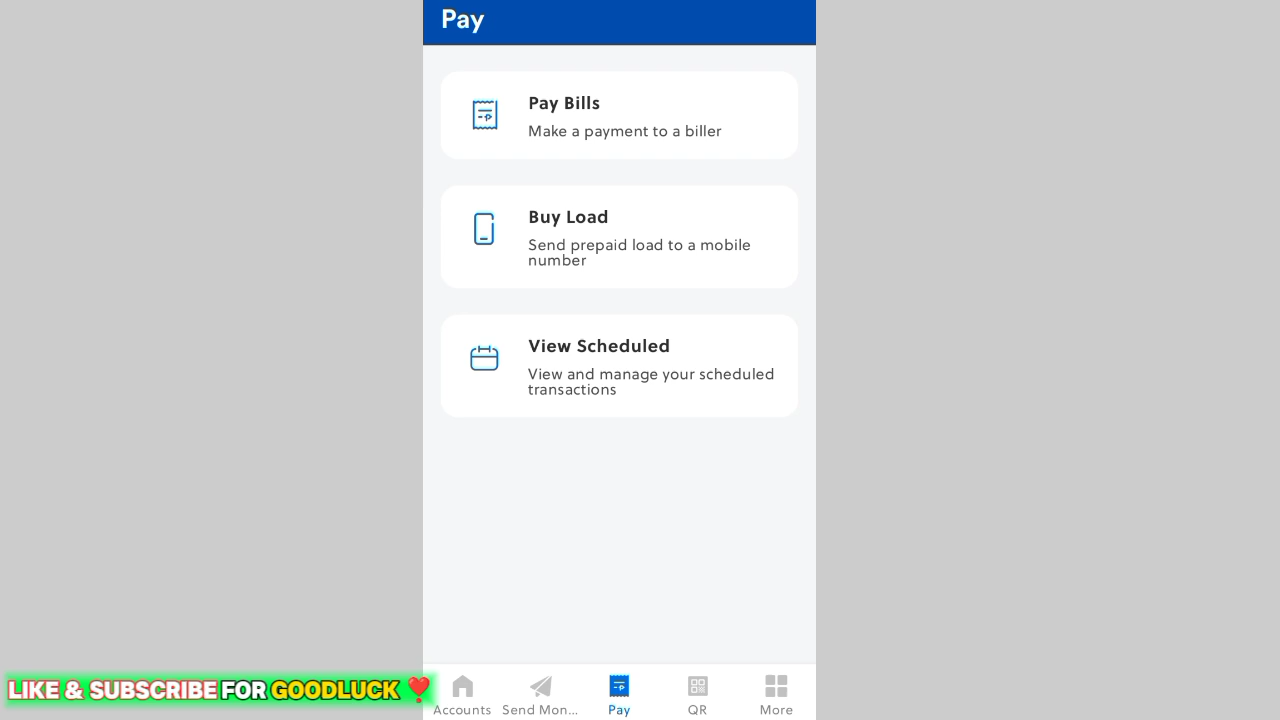 Pay
Pay Bills
Make a payment to a biller
Buy Load
Send prepaid load to a mobile
number
View Scheduled
View and manage your scheduled
transactions
LIKE & SUBSCRIBE FOR GOODLUCK ❣️
Accounts
Send Mon...
Pay
QR
More